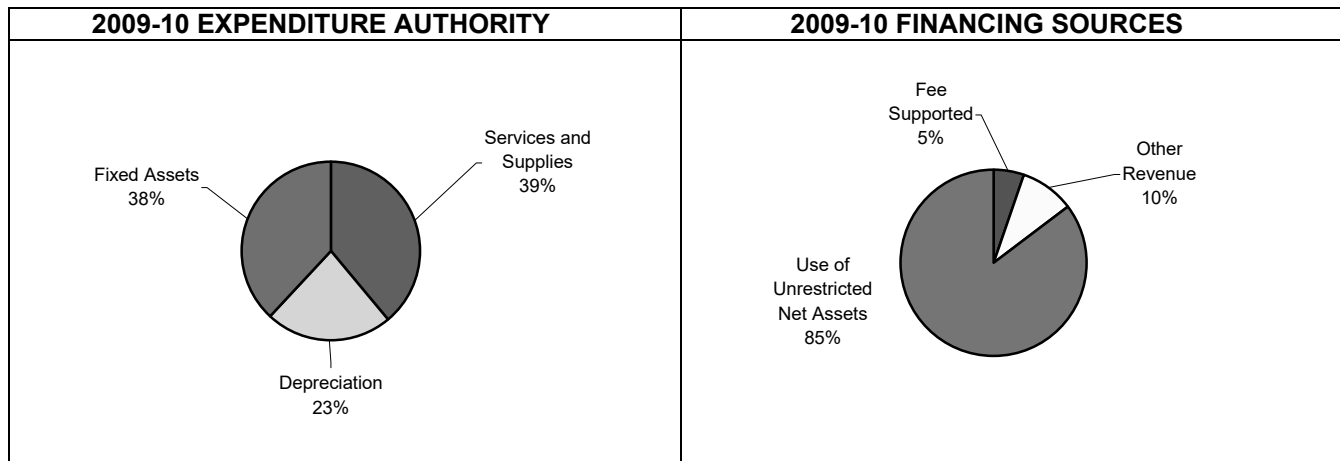 2009-10 EXPENDITURE AUTHORITY
Services and
Supplies
39%
Fixed Assets
38%
Depreciation
23%
2009-10 FINANCING SOURCES
Fee
Supported
5%
Other
Revenue
10%
Use of
Unrestricted
Net Assets
85%